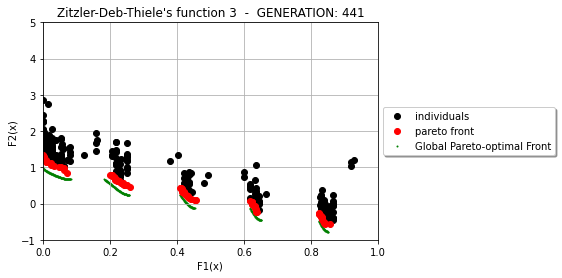 Zitzler-Deb-Thiele's function 3 - GENERATION: 441
5
4
3
2
1
0
−1
F2(x)
0.0 0.2 0.4 0.6 0.8 1.0
F1(x)
individuals
pareto front
Global Pareto-optimal Front